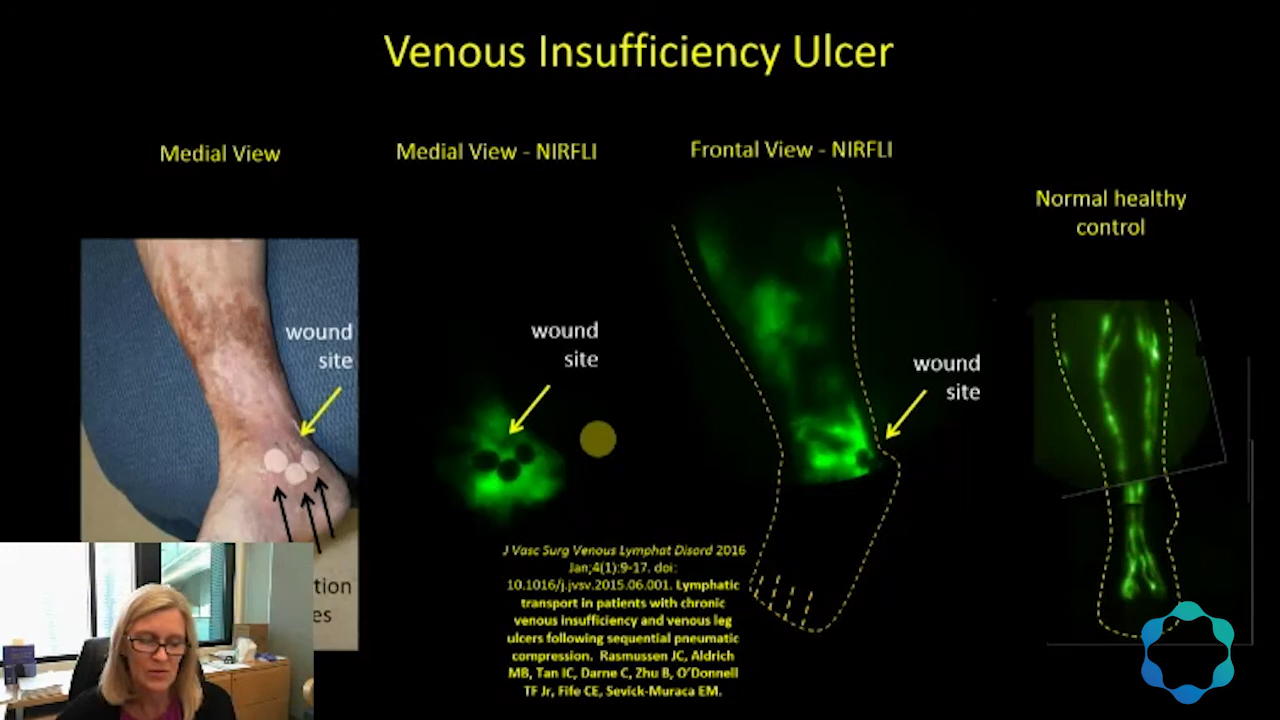 Venous Insufficiency Ulcer
Medial View
Medial View - NIRFLI
Frontal View - NIRFLI
Normal healthy
control
wound
site
wound
site
wound
site
tion
es
J Vasc Surg Venous Lymphat Disord 2016
Jan;4(1):9-17. doi:
10.1016/j.jvsv.2015.06.001. Lymphatic
transport in patients with chronic
venous insufficiency and venous leg
ulcers following sequential pneumatic
compression. Rasmussen JC, Aldrich
MB, Tan IC, Darne C, Zhu B, O'Donnell
TF Jr, Fife CE, Sevick-Muraca EM.